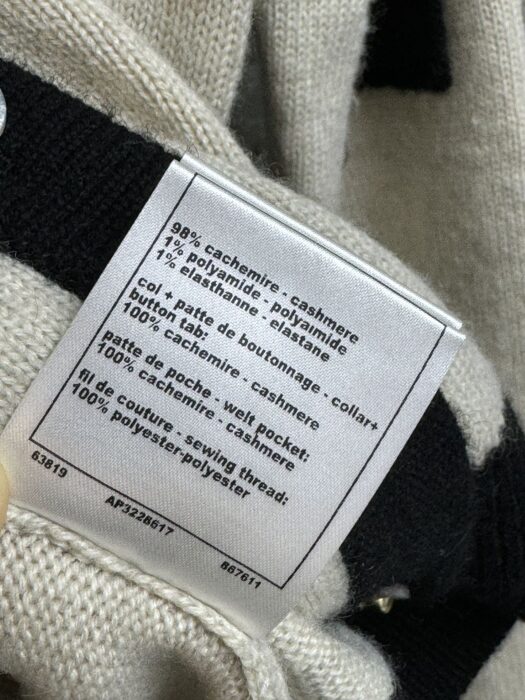 98% cachemire - cashmere
1% polyamide - polyaimide
1% elasthanne - elastane
col + patte de boutonnage - collar+
button tab:
100% cachemire - cashmere
patte de poche - welt pocket:
100% cachemire - cashmere
fil de couture - sewing thread:
100% polyester-polyester
63819
AP3228617
867611